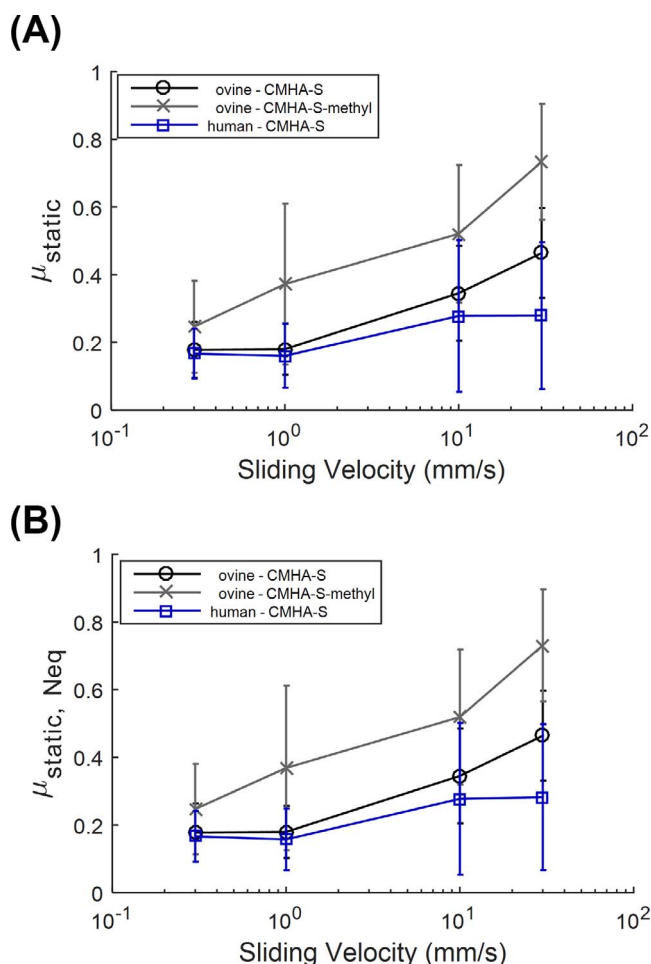 (A)
1
0.8
0.6
0.4
0.2
0
μstatic
ovine - CMHA-S
ovine - CMHA-S-methyl
human - CMHA-S
10-1
100
101
102
Sliding Velocity (mm/s)
(B)
1
0.8
0.6
0.4
0.2
0
μstatic, Neq
ovine - CMHA-S
ovine - CMHA-S-methyl
human - CMHA-S
10-1
100
101
102
Sliding Velocity (mm/s)